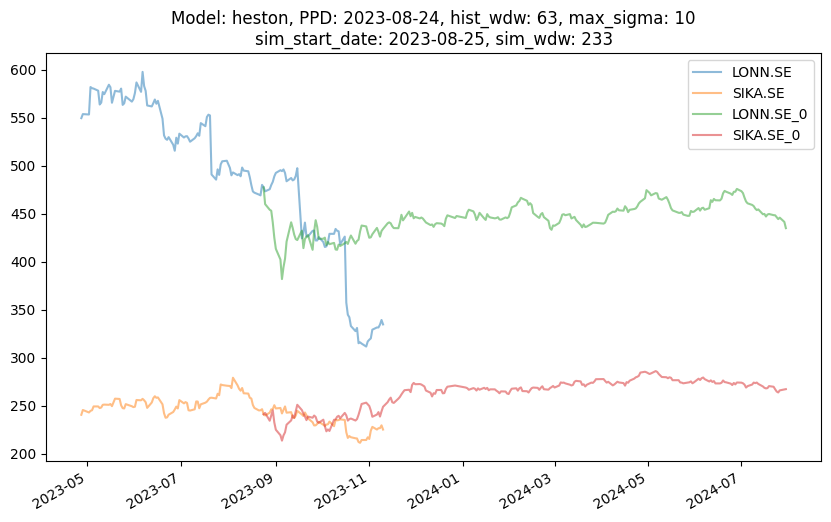 Model: heston, PPD: 2023-08-24, hist_wdw: 63, max_sigma: 10
sim_start_date: 2023-08-25, sim_wdw: 233
LONN.SE
SIKA.SE
LONN.SE_0
SIKA.SE_0
600
550
500
450
400
350
300
250
200
2023-05
2023-07
2023-09
2023-11
2024-01
2024-03
2024-05
2024-07